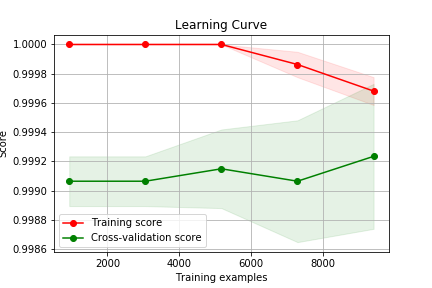 Learning Curve
1.0000
0.9998
0.9996
0.9994
0.9992
0.9990
0.9988
0.9986
Score
Training score
Cross-validation score
2000 4000 6000 8000
Training examples